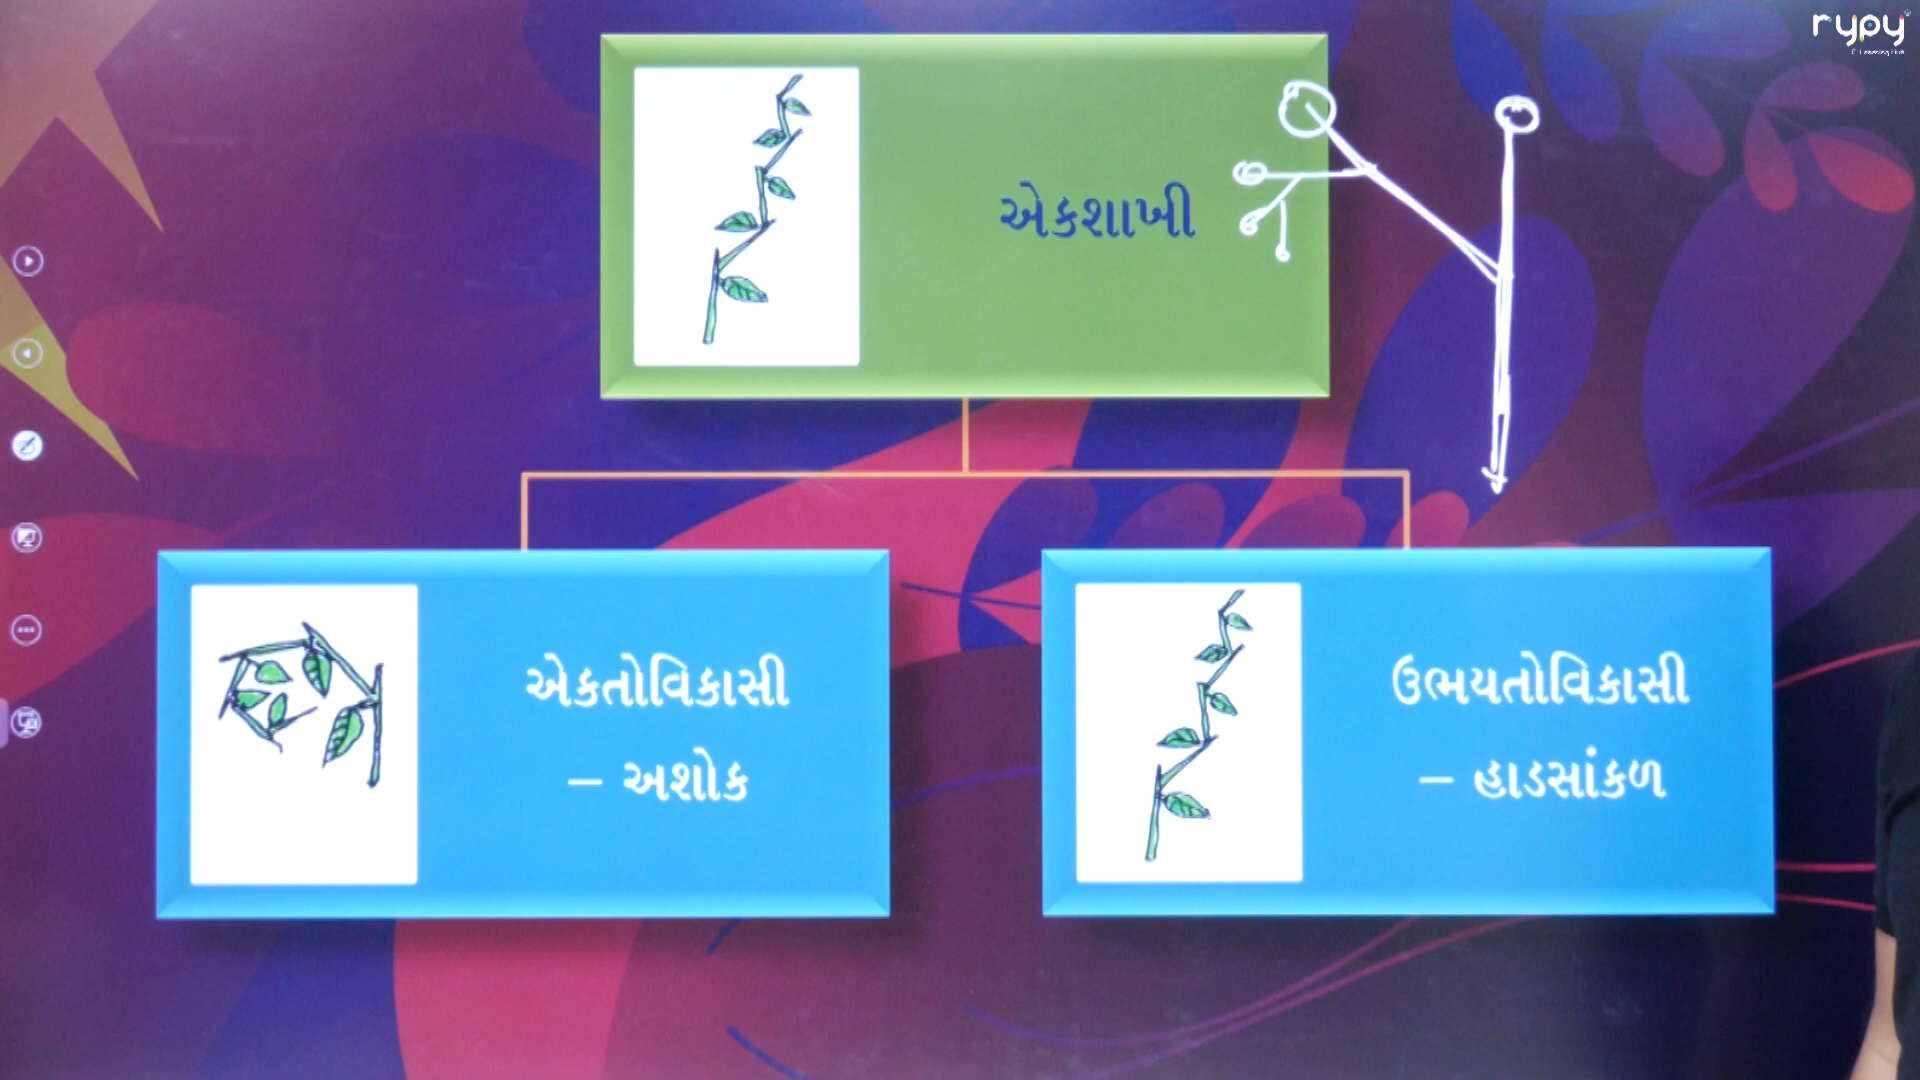 rypy
એકશાખી
એકતોવિકાસી
– અશોક
ઉભયતોવિકાસી
– હાડસાંકળ